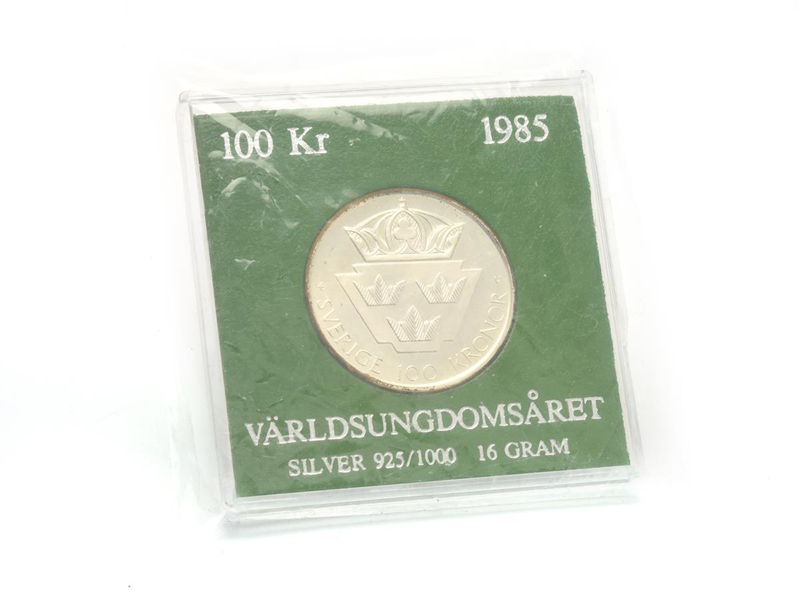 100 Kr 1985
SVERIGE 100 KRONOR
VÄRLDSUNGDOMSÅRET
SILVER 925/1000 16 GRAM